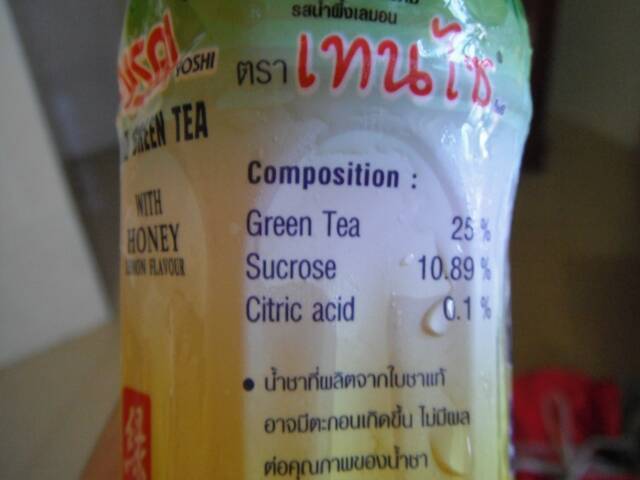 รสน้ำผึ้งเลมอน
ตรา เทนไซ
YOSHI
GREEN TEA
WITH
HONEY
LEMON FLAVOUR
Composition :
Green Tea 25 %
Sucrose 10.89 %
Citric acid 0.1 %
• น้ำชาที่ผลิตจากใบชาแท้
อาจมีตะกอนเกิดขึ้น ไม่มีผล
ต่อคุณภาพของน้ำชา